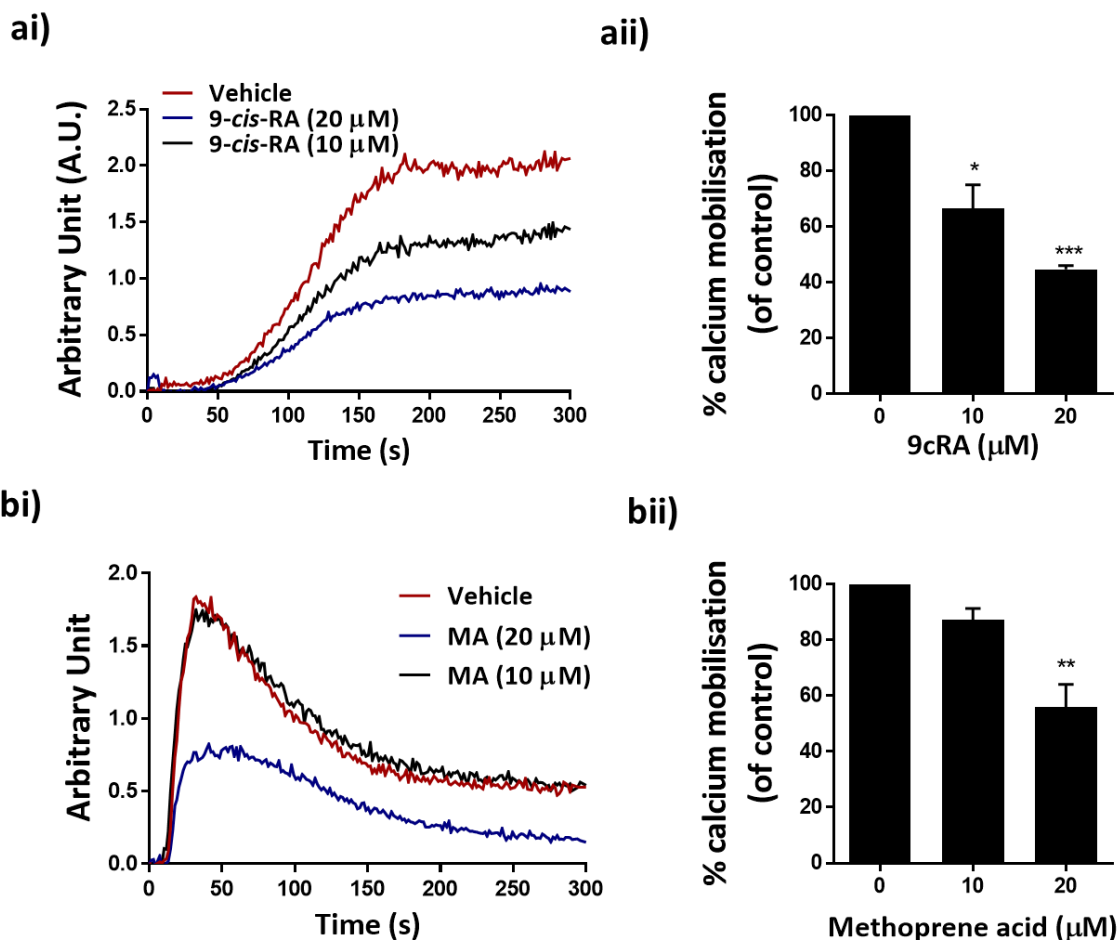 ai)
Vehicle
9-cis-RA (20 μM)
9-cis-RA (10 μM)
Arbitrary Unit (A.U.)
2.5
2.0
1.5
1.0
0.5
0.0
0 50 100 150 200 250 300
Time (s)
aii)
% calcium mobilisation
(of control)
100
80
60
40
20
0
*
***
0 10 20
9cRA (μM)
bi)
Vehicle
MA (20 μM)
MA (10 μM)
Arbitrary Unit
2.0
1.5
1.0
0.5
0.0
0 50 100 150 200 250 300
Time (s)
bii)
% calcium mobilisation
(of control)
100
80
60
40
20
0
**
0 10 20
Methoprene acid (μM)